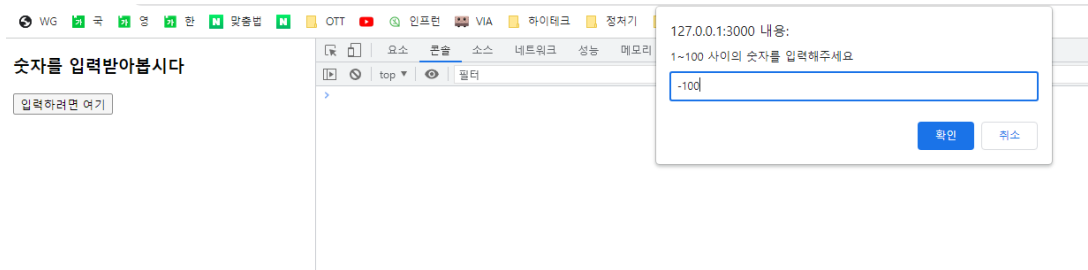 WG 국 영 한 맞춤법 OTT 인프런 VIA 하이테크 정처기
숫자를 입력받아봅시다
입력하려면 여기
요소 콘솔 소스 네트워크 성능 메모리
top ▼ 필터
>
127.0.0.1:3000 내용:
1~100 사이의 숫자를 입력해주세요
-100
확인 취소